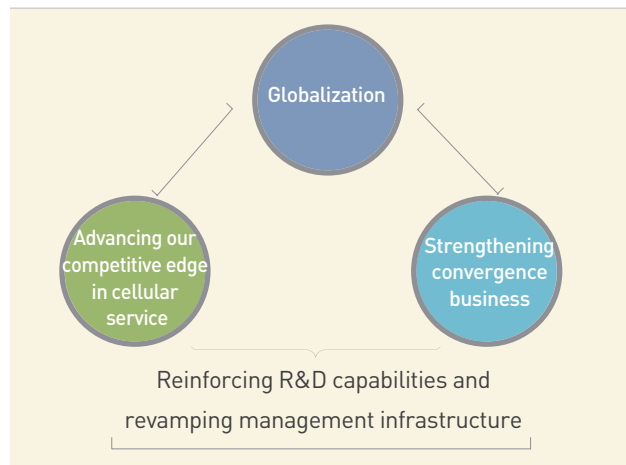 Globalization
Advancing our
competitive edge
in cellular
service
Strengthening
convergence
business
Reinforcing R&D capabilities and
revamping management infrastructure